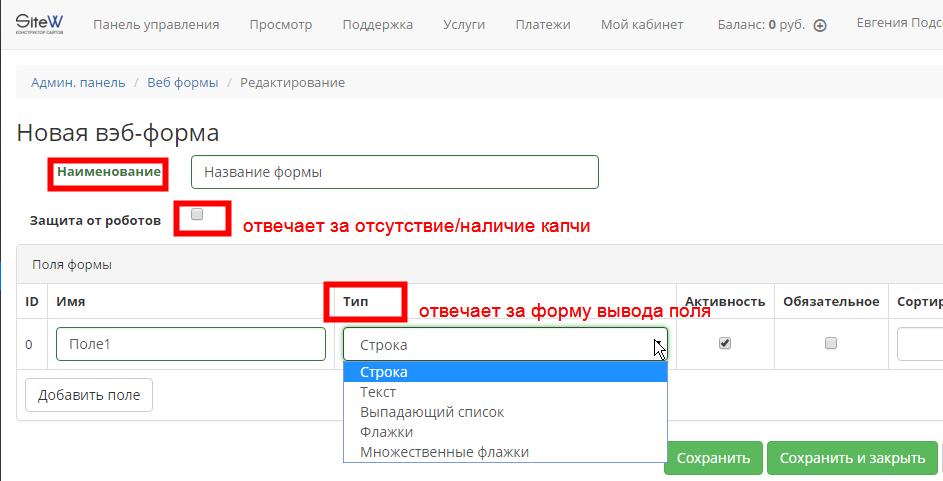 SiteW Панель управления Просмотр Поддержка Услуги Платежи Мой кабинет Баланс: 0 руб. Евгения Подс
КОНСТРУКТОР САЙТОВ
Админ. панель / Веб формы / Редактирование
Новая вэб-форма
Наименование Название формы
Защита от роботов отвечает за отсутствие/наличие капчи
Поля формы
ID Имя Тип Активность Обязательное Сортир
отвечает за форму вывода поля
0 Поле1 Строка
Строка
Текст
Выпадающий список
Флажки
Множественные флажки
Добавить поле
Сохранить Сохранить и закрыть